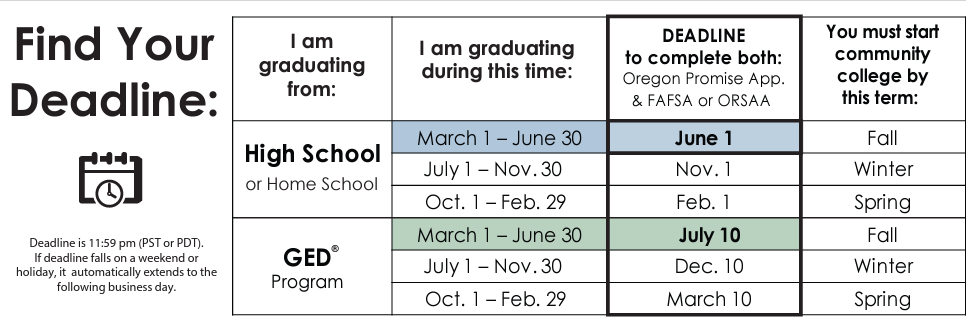 Find Your
Deadline:
Deadline is 11:59 pm (PST or PDT).
If deadline falls on a weekend or
holiday, it automatically extends to the
following business day.
I am
graduating
from:
I am graduating
during this time:
DEADLINE
to complete both:
Oregon Promise App.
& FAFSA or ORSAA
You must start
community
college by
this term:
High School
or Home School
March 1 – June 30 June 1 Fall
July 1 – Nov. 30 Nov. 1 Winter
Oct. 1 – Feb. 29 Feb. 1 Spring
GED®
Program
March 1 – June 30 July 10 Fall
July 1 – Nov. 30 Dec. 10 Winter
Oct. 1 – Feb. 29 March 10 Spring